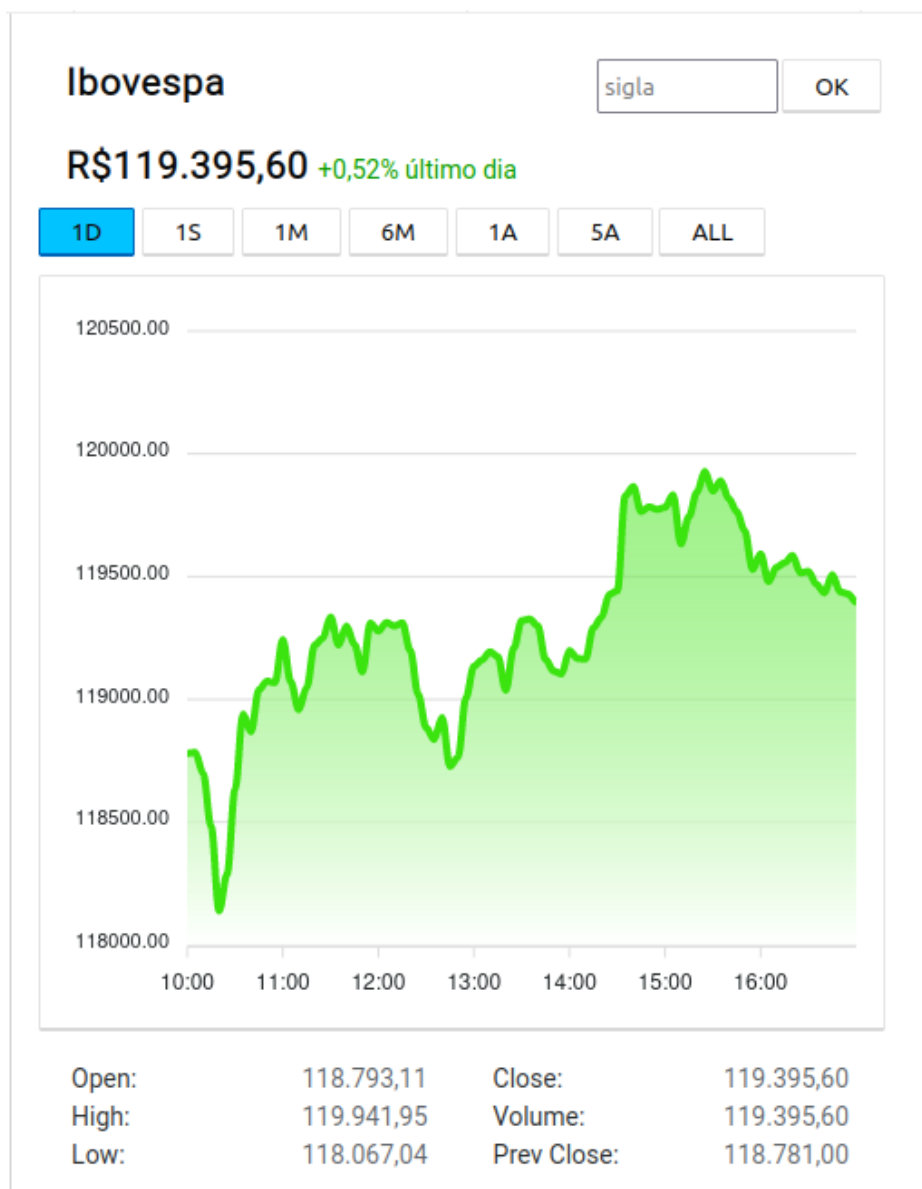 Ibovespa
sigla
OK
R$119.395,60 +0,52% último dia
1D 1S 1M 6M 1A 5A ALL
120500.00
120000.00
119500.00
119000.00
118500.00
118000.00
10:00 11:00 12:00 13:00 14:00 15:00 16:00
Open: 118.793,11 Close: 119.395,60
High: 119.941,95 Volume: 119.395,60
Low: 118.067,04 Prev Close: 118.781,00